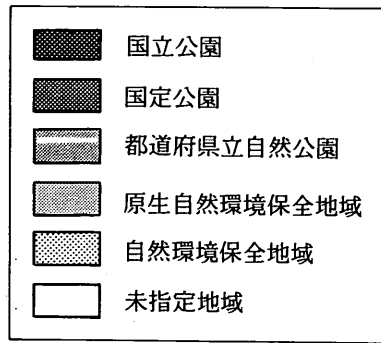 国立公園
国定公園
都道府県立自然公園
原生自然環境保全地域
自然環境保全地域
未指定地域